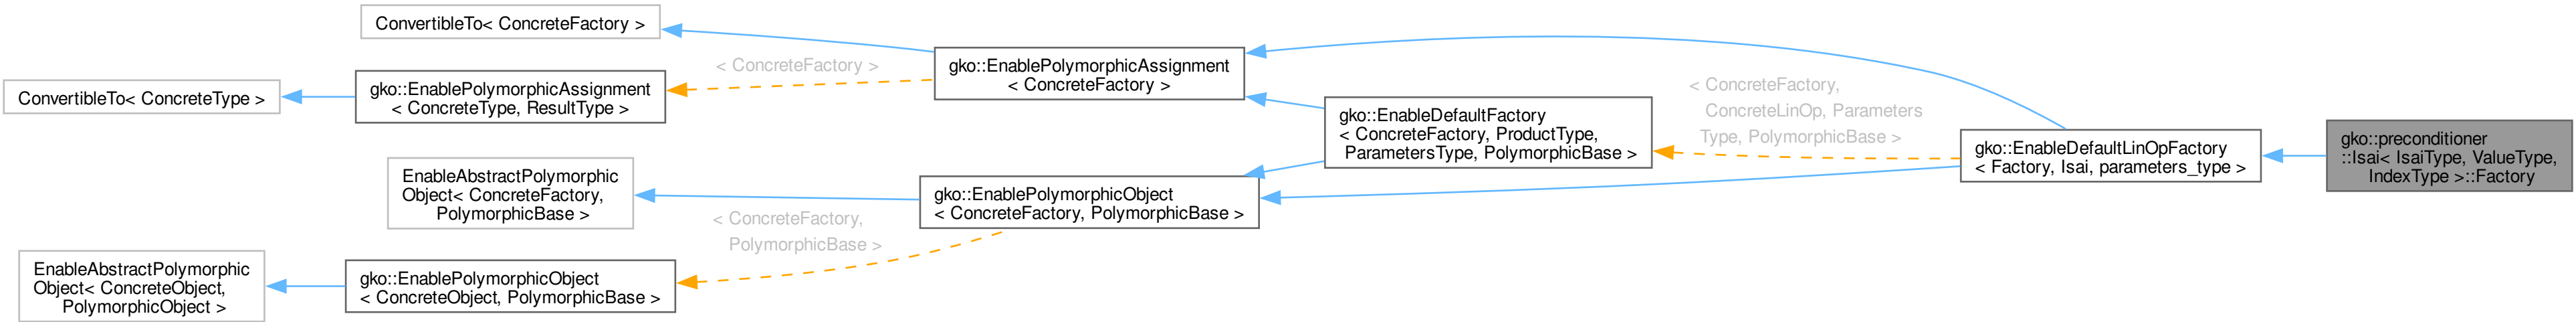 ConvertibleTo< ConcreteFactory >
ConvertibleTo< ConcreteType >
gko::EnablePolymorphicAssignment
< ConcreteType, ResultType >
< ConcreteFactory >
gko::EnablePolymorphicAssignment
< ConcreteFactory >
EnableAbstractPolymorphic
Object< ConcreteFactory,
PolymorphicBase >
EnableAbstractPolymorphic
Object< ConcreteObject,
PolymorphicObject >
gko::EnablePolymorphicObject
< ConcreteObject, PolymorphicBase >
< ConcreteFactory,
PolymorphicBase >
gko::EnablePolymorphicObject
< ConcreteFactory, PolymorphicBase >
gko::EnableDefaultFactory
< ConcreteFactory, ProductType,
ParametersType, PolymorphicBase >
< ConcreteFactory,
ConcreteLinOp, Parameters
Type, PolymorphicBase >
gko::EnableDefaultLinOpFactory
< Factory, Isai, parameters_type >
gko::preconditioner
::Isai< IsaiType, ValueType,
IndexType >::Factory